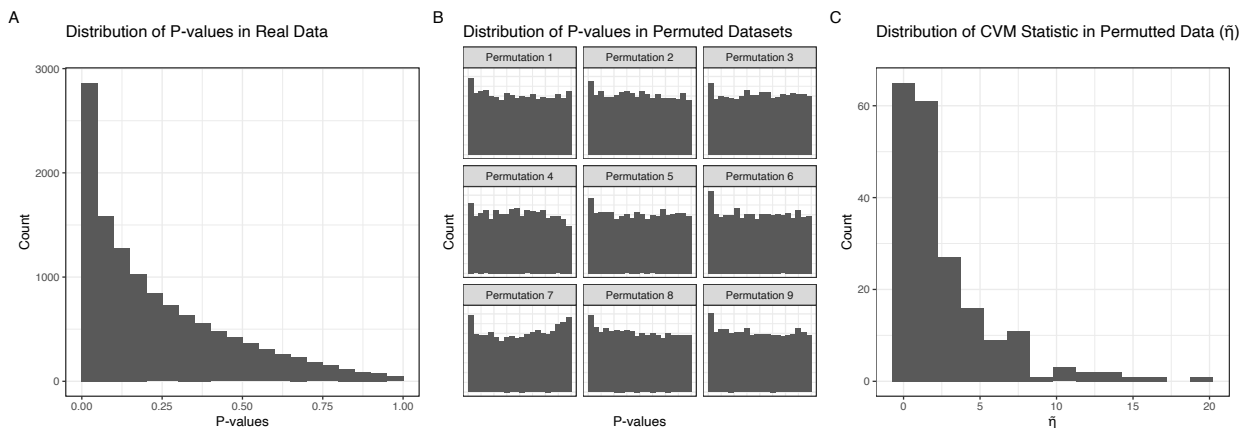 A
Distribution of P-values in Real Data
3000
2000
1000
0
Count
0.00 0.25 0.50 0.75 1.00
P-values
B
Distribution of P-values in Permuted Datasets
Permutation 1 Permutation 2 Permutation 3
Permutation 4 Permutation 5 Permutation 6
Permutation 7 Permutation 8 Permutation 9
Count
P-values
C
Distribution of CVM Statistic in Permutted Data (η̃)
60
40
20
0
Count
0 5 10 15 20
η̃